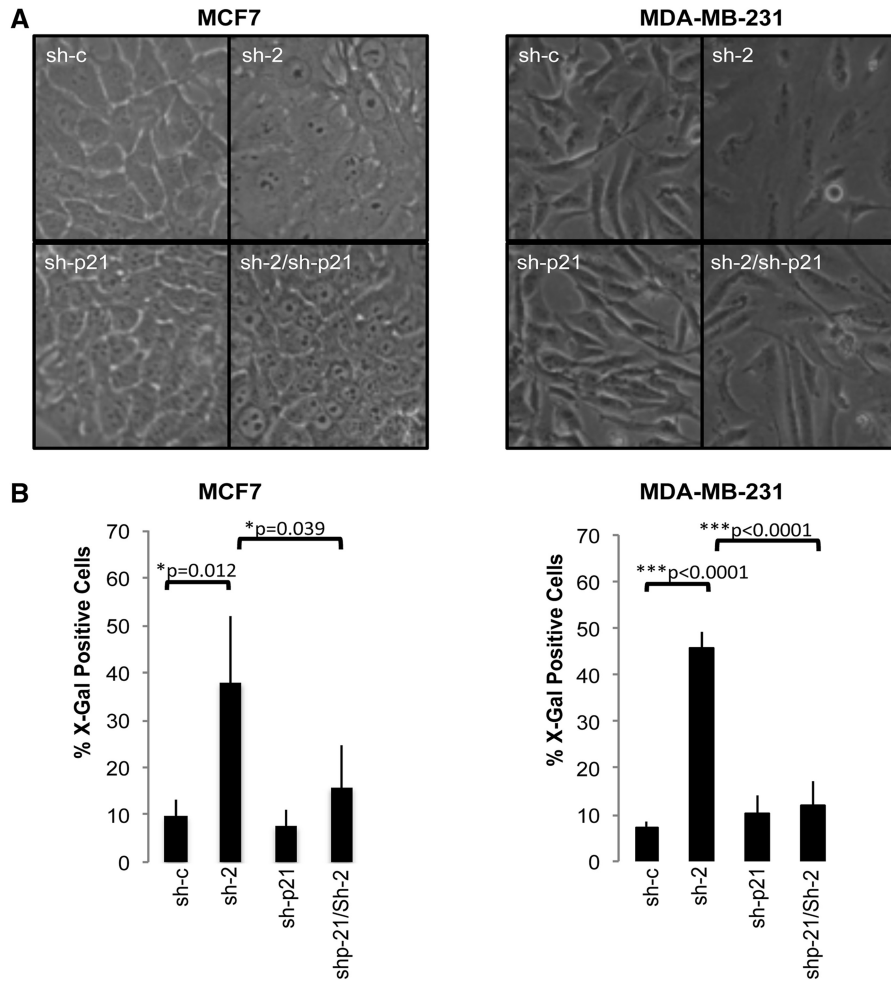 A
MCF7
MDA-MB-231
sh-c
sh-2
sh-c
sh-2
sh-p21
sh-2/sh-p21
sh-p21
sh-2/sh-p21
B
MCF7
MDA-MB-231
% X-Gal Positive Cells
70
60
50
40
30
20
10
0
*p=0.012
*p=0.039
sh-c
sh-2
sh-p21
shp-21/Sh-2
% X-Gal Positive Cells
70
60
50
40
30
20
10
0
***p<0.0001
***p<0.0001
sh-c
sh-2
sh-p21
shp-21/Sh-2